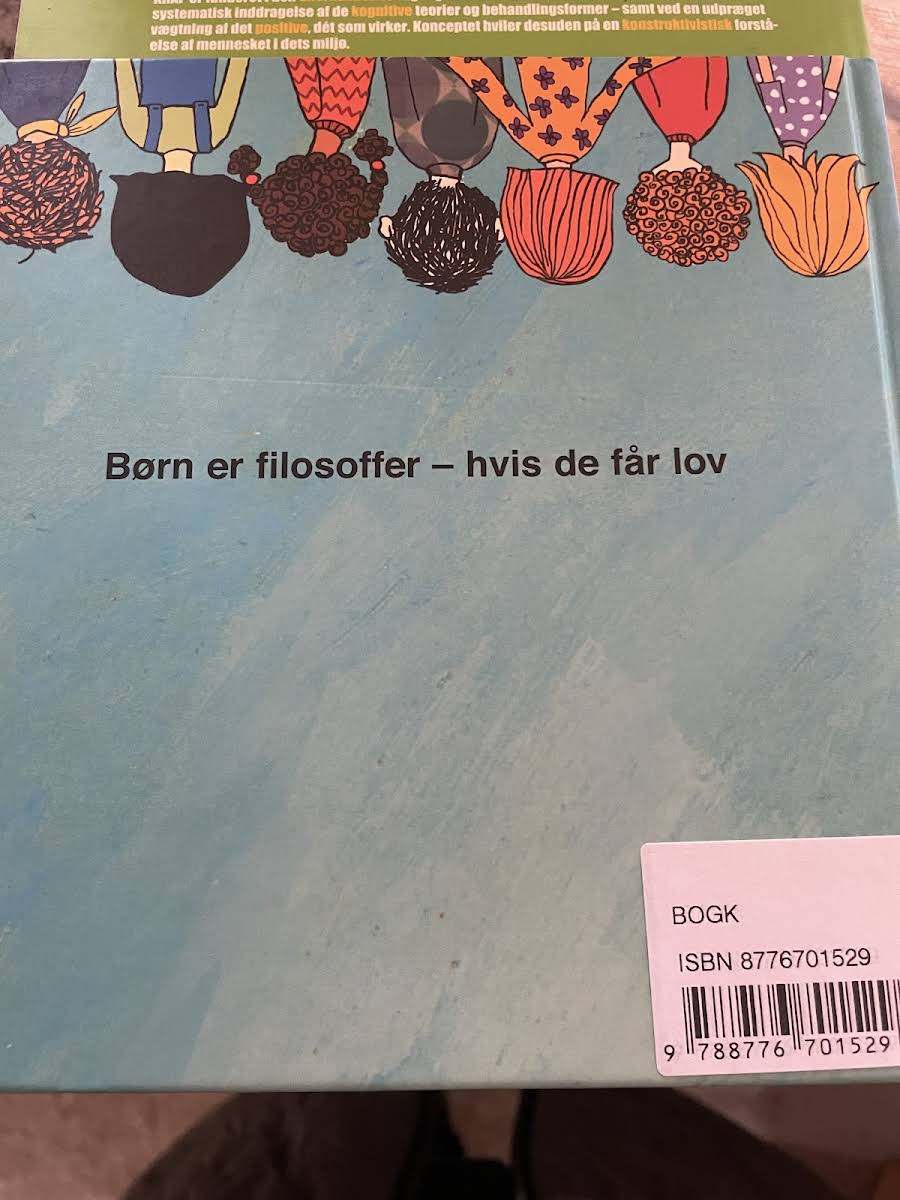 systematisk inddragelse af de kognitive teorier og behandlingsformer – samt ved en udpræget
vægtning af det positive, dét som virker. Konceptet hviler desuden på en konstruktivistisk forstå-
else af mennesket i dets miljø.
Børn er filosoffer – hvis de får lov
BOGK
ISBN 8776701529
9 788776 701529